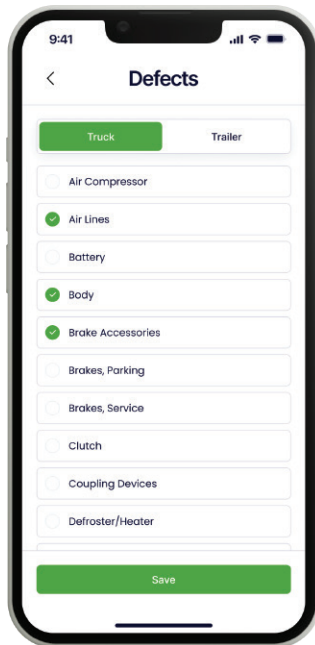 9:41
Defects
Truck Trailer
Air Compressor
Air Lines
Battery
Body
Brake Accessories
Brakes, Parking
Brakes, Service
Clutch
Coupling Devices
Defroster/Heater
Save